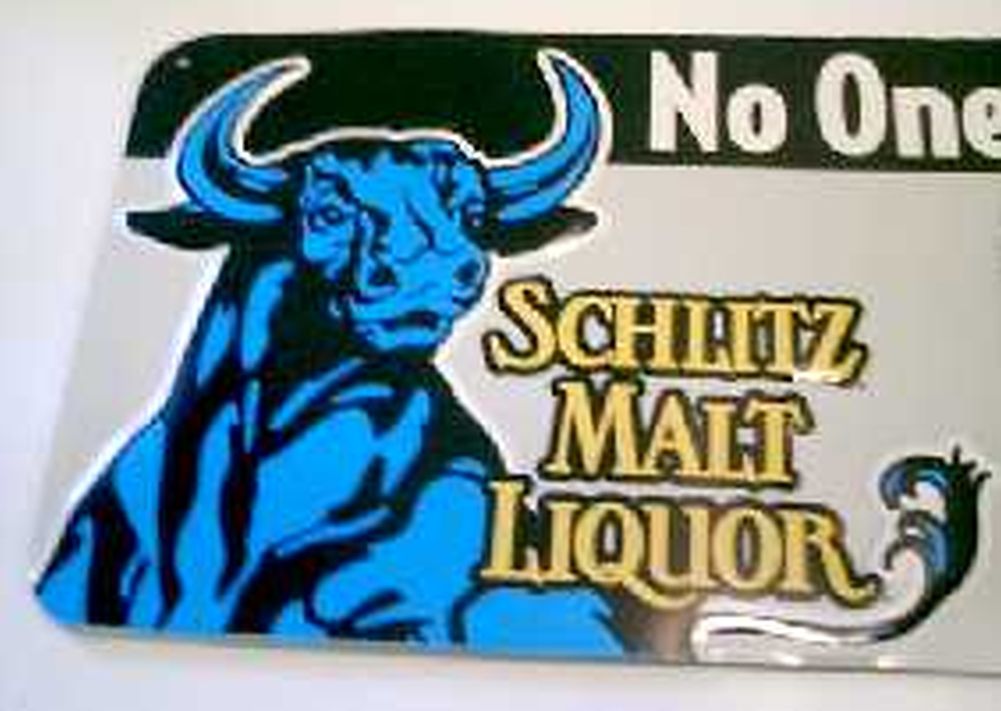 No One
SCHLITZ
MALT
LIQUOR